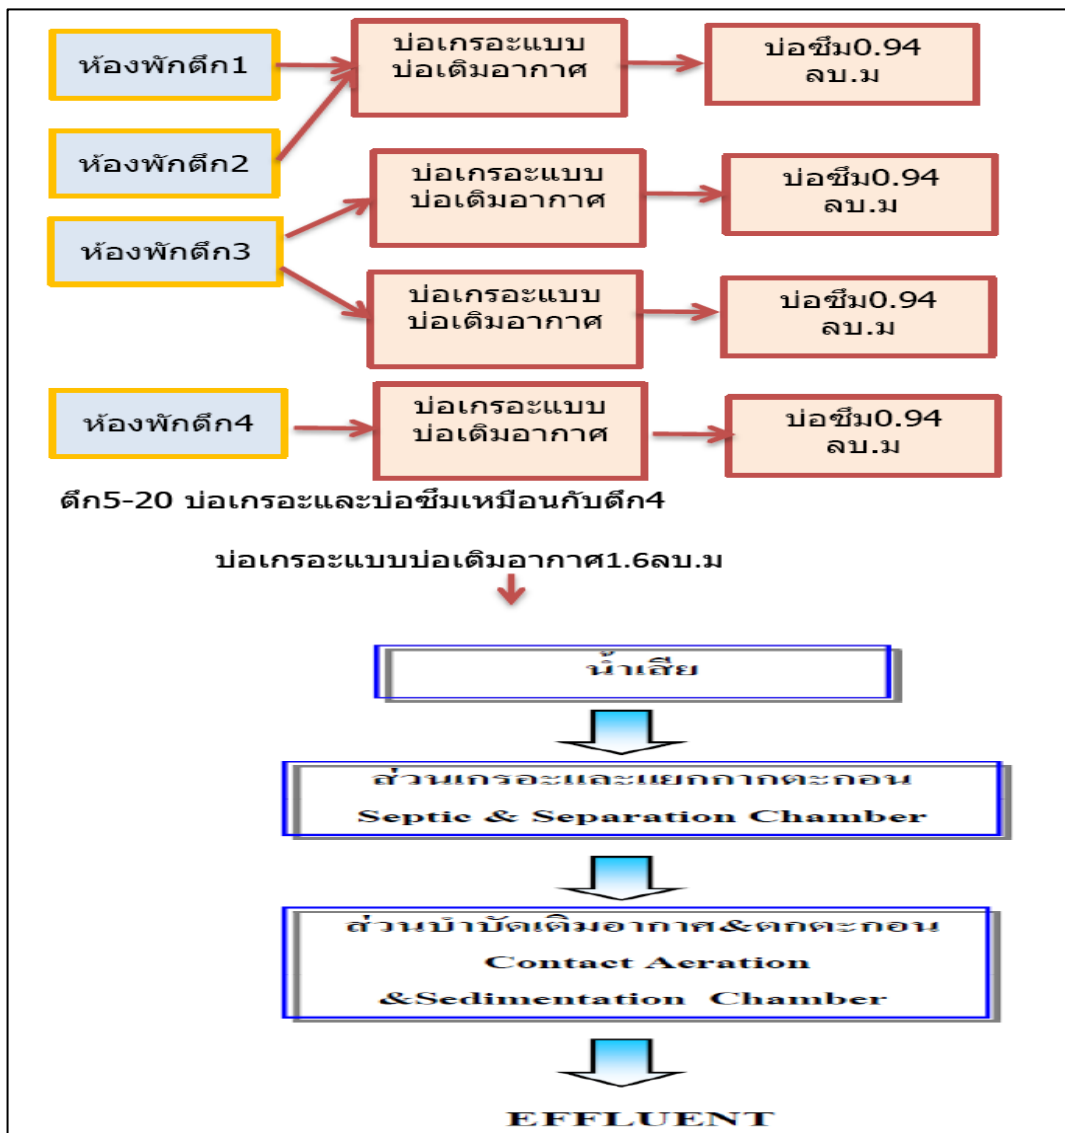 ห้องพักตึก1
บ่อเกรอะแบบ
บ่อเติมอากาศ
บ่อซึม0.94
ลบ.ม
ห้องพักตึก2
ห้องพักตึก3
บ่อเกรอะแบบ
บ่อเติมอากาศ
บ่อซึม0.94
ลบ.ม
บ่อเกรอะแบบ
บ่อเติมอากาศ
บ่อซึม0.94
ลบ.ม
ห้องพักตึก4
บ่อเกรอะแบบ
บ่อเติมอากาศ
บ่อซึม0.94
ลบ.ม
ตึก5-20 บ่อเกรอะและบ่อซึมเหมือนกับตึก4
บ่อเกรอะแบบบ่อเติมอากาศ1.6ลบ.ม
น้ำเสีย
ส่วนเกรอะและแยกกากตะกอน
Septic & Separation Chamber
ส่วนบำบัดเติมอากาศ&ตกตะกอน
Contact Aeration
&Sedimentation Chamber
EFFLUENT